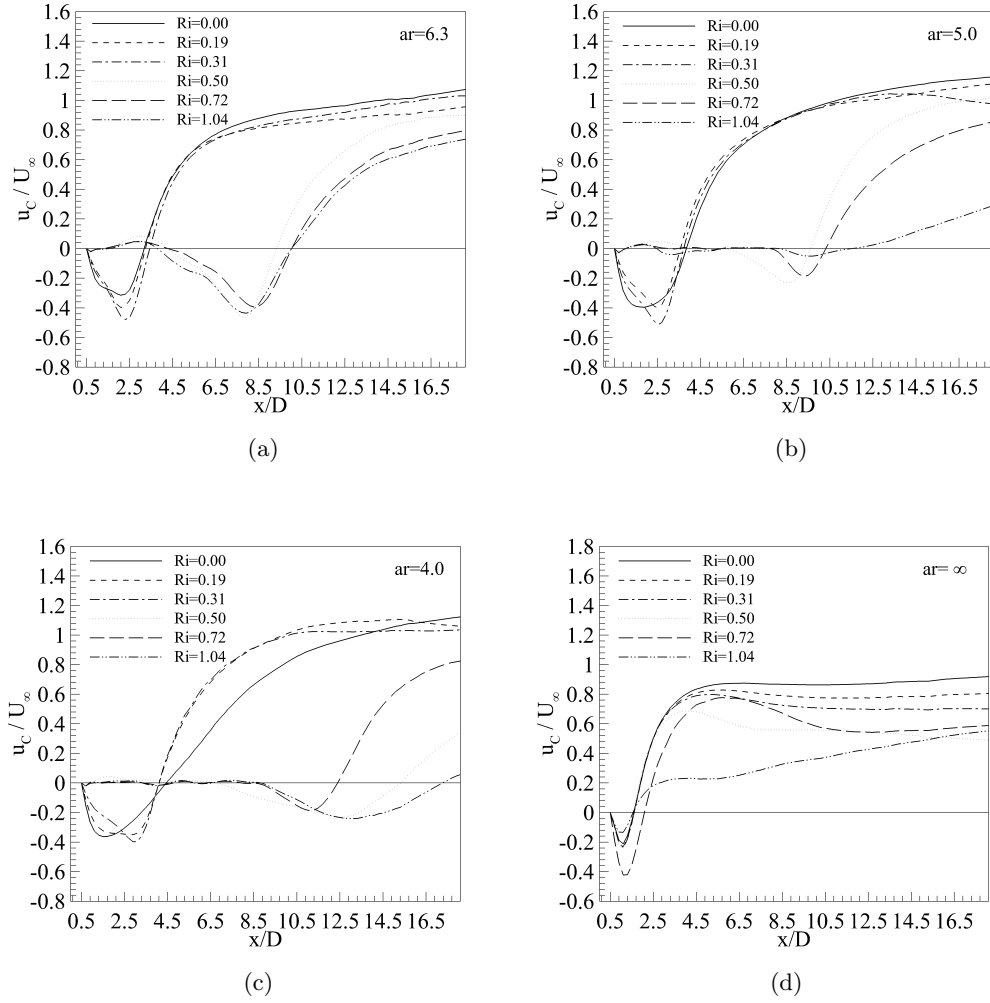 1.6
1.4
1.2
1
0.8
0.6
0.4
0.2
0
-0.2
-0.4
-0.6
-0.8
u_C / U_∞
Ri=0.00
Ri=0.19
Ri=0.31
Ri=0.50
Ri=0.72
Ri=1.04
ar=6.3
0.5 2.5 4.5 6.5 8.5 10.5 12.5 14.5 16.5
x/D
(a)
1.6
1.4
1.2
1
0.8
0.6
0.4
0.2
0
-0.2
-0.4
-0.6
-0.8
u_C / U_∞
Ri=0.00
Ri=0.19
Ri=0.31
Ri=0.50
Ri=0.72
Ri=1.04
ar=5.0
0.5 2.5 4.5 6.5 8.5 10.5 12.5 14.5 16.5
x/D
(b)
1.6
1.4
1.2
1
0.8
0.6
0.4
0.2
0
-0.2
-0.4
-0.6
-0.8
u_C / U_∞
Ri=0.00
Ri=0.19
Ri=0.31
Ri=0.50
Ri=0.72
Ri=1.04
ar=4.0
0.5 2.5 4.5 6.5 8.5 10.5 12.5 14.5 16.5
x/D
(c)
1.8
1.6
1.4
1.2
1
0.8
0.6
0.4
0.2
0
-0.2
-0.4
-0.6
u_C / U_∞
Ri=0.00
Ri=0.19
Ri=0.31
Ri=0.50
Ri=0.72
Ri=1.04
ar= ∞
0.5 2.5 4.5 6.5 8.5 10.5 12.5 14.5 16.5
x/D
(d)